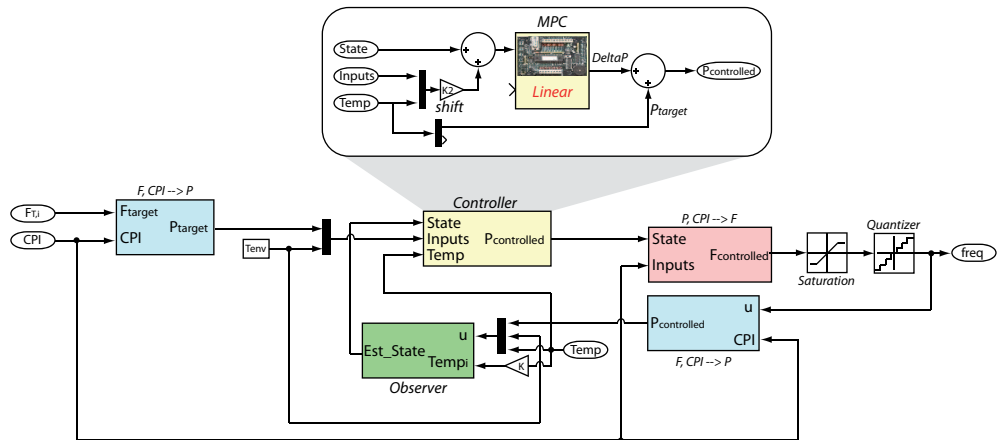 MPC
State
Inputs
Temp
+
+
K2
shift
Linear
DeltaP
+
+
Pcontrolled
Ptarget
F, CPI --> P
FT,i
CPI
Ftarget
CPI
Ptarget
Tenv
Controller
State
Inputs
Temp
Pcontrolled
P, CPI --> F
State
Inputs
Fcontrolled
Saturation
Quantizer
freq
u
CPI
Pcontrolled
F, CPI --> P
Temp
K
u
Est_State
Tempi
Observer